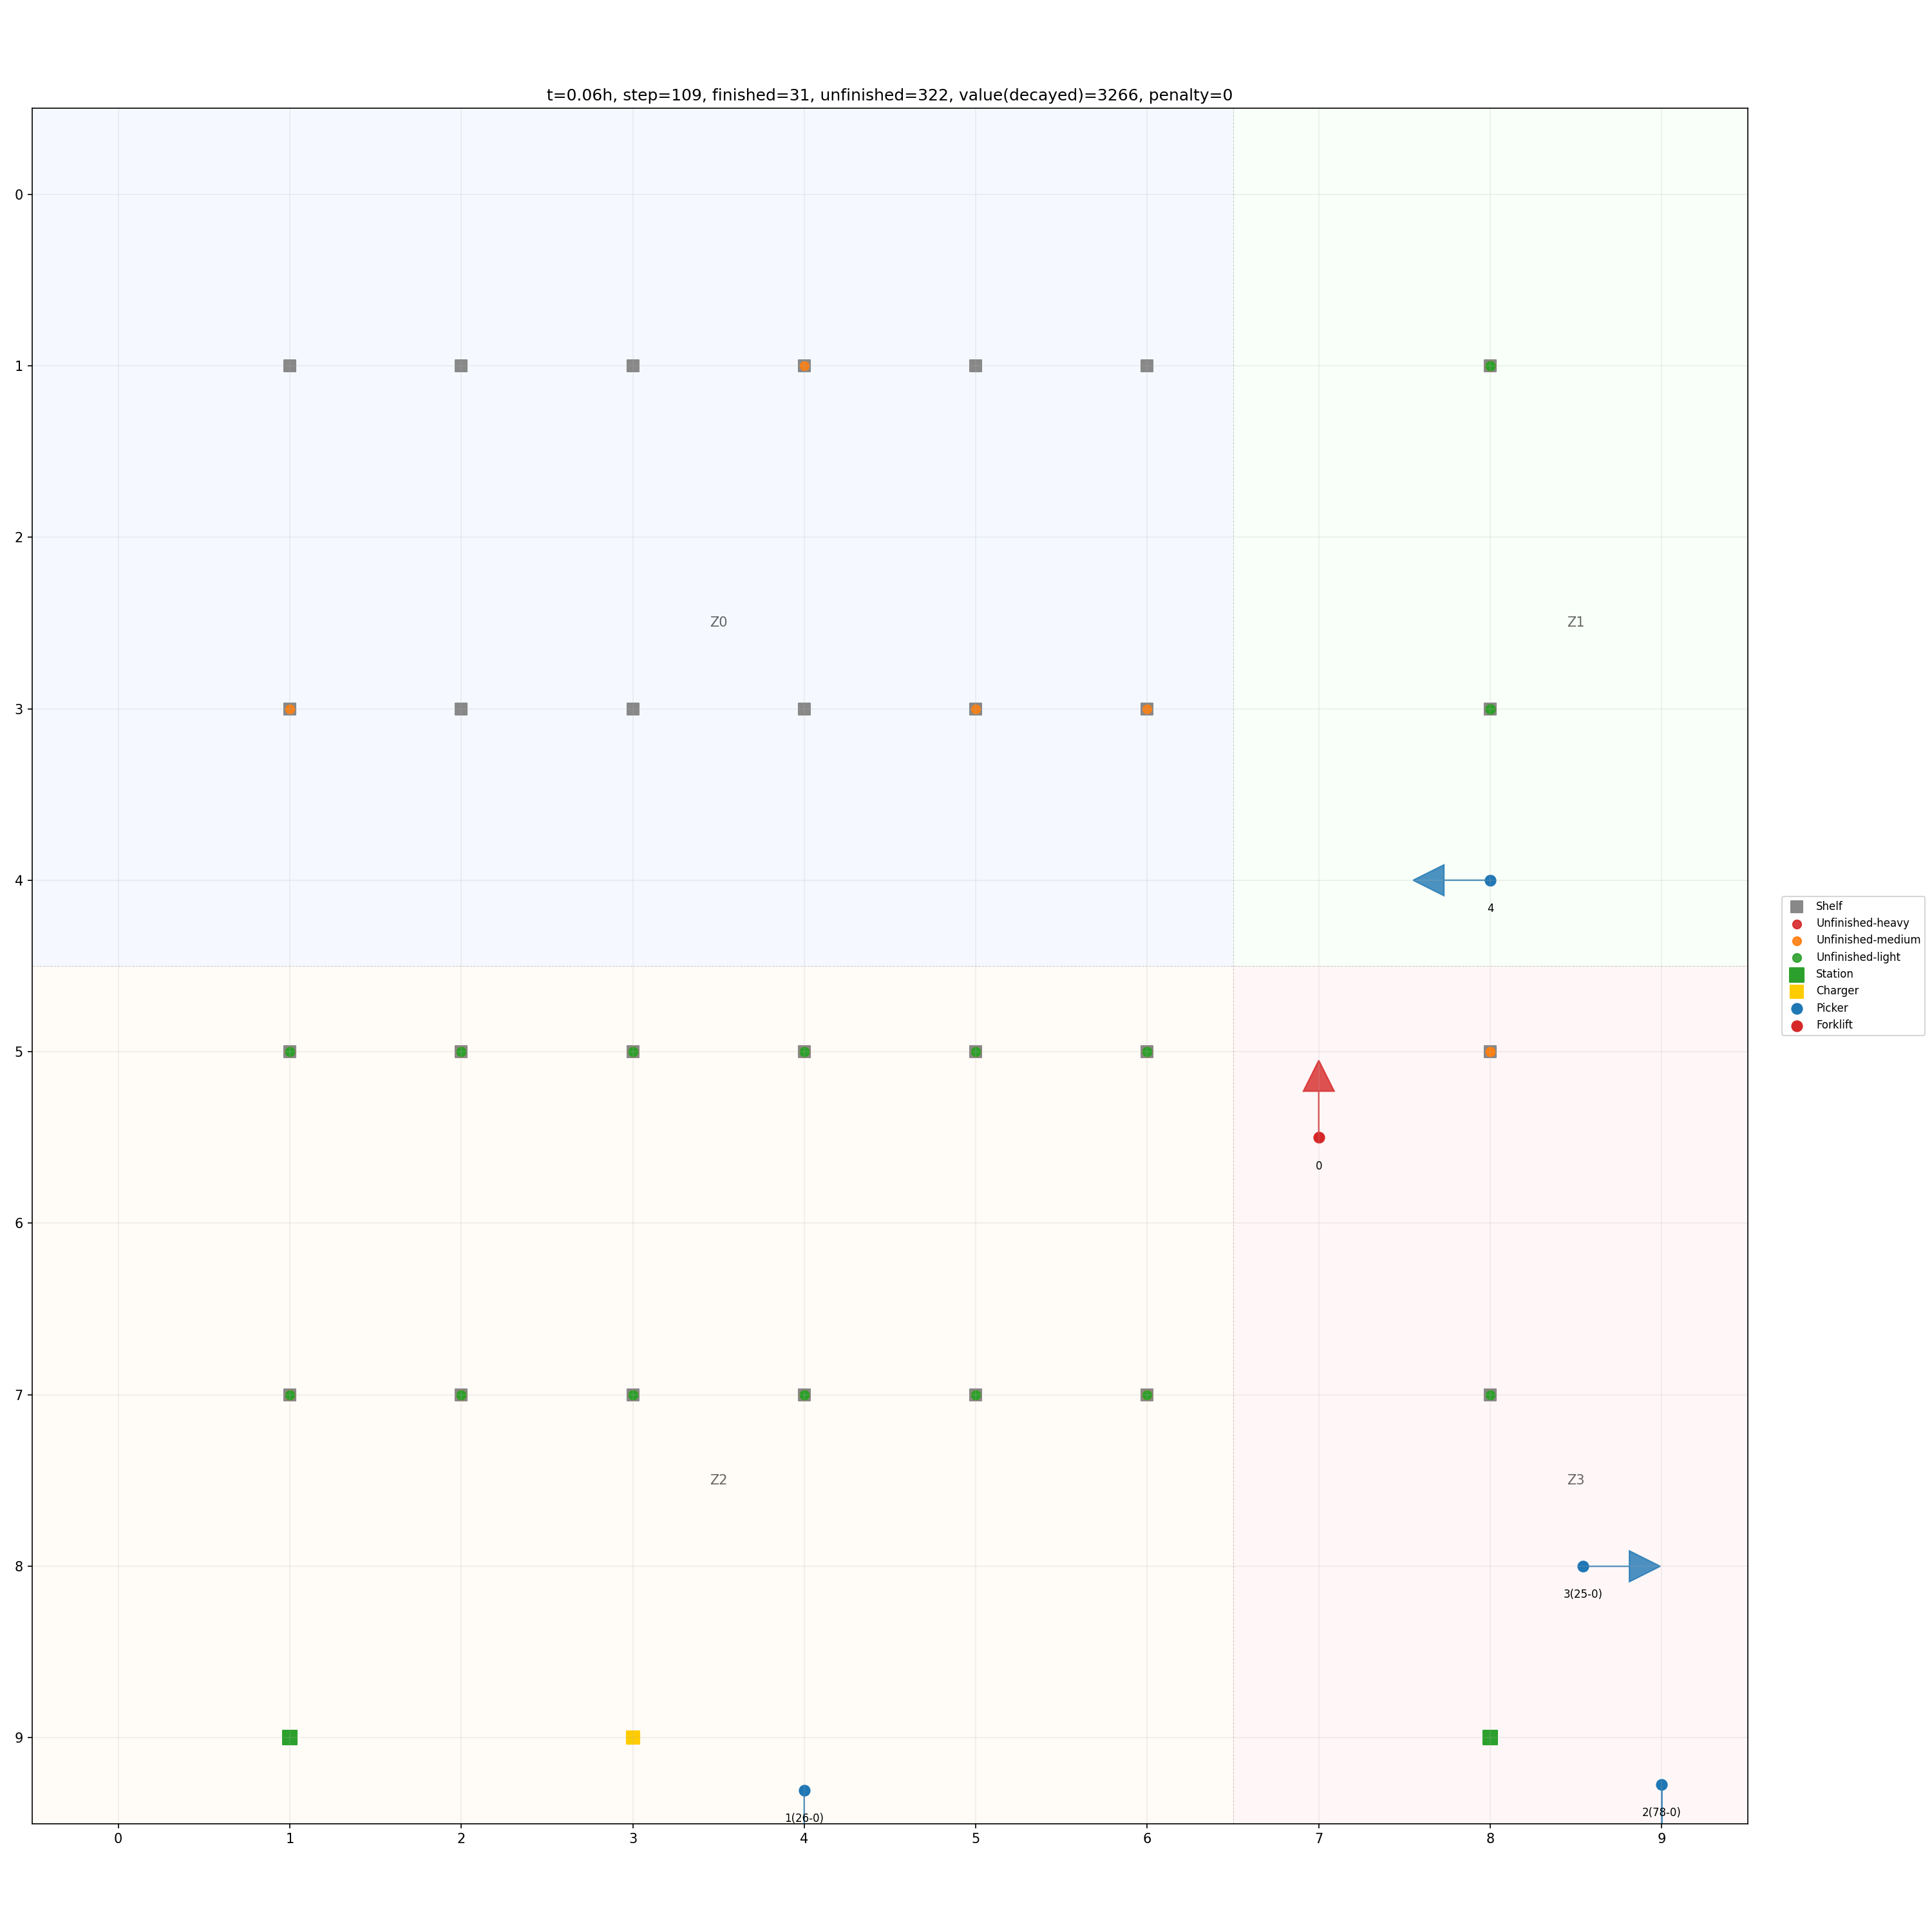 t=0.06h, step=109, finished=31, unfinished=322, value(decayed)=3266, penalty=0
0
1
2
Z0
Z1
3
4
4
Shelf
Unfinished-heavy
Unfinished-medium
Unfinished-light
Station
Charger
Picker
Forklift
5
0
6
7
Z2
Z3
8
3(25-0)
9
1(26-0)
2(78-0)
0 1 2 3 4 5 6 7 8 9